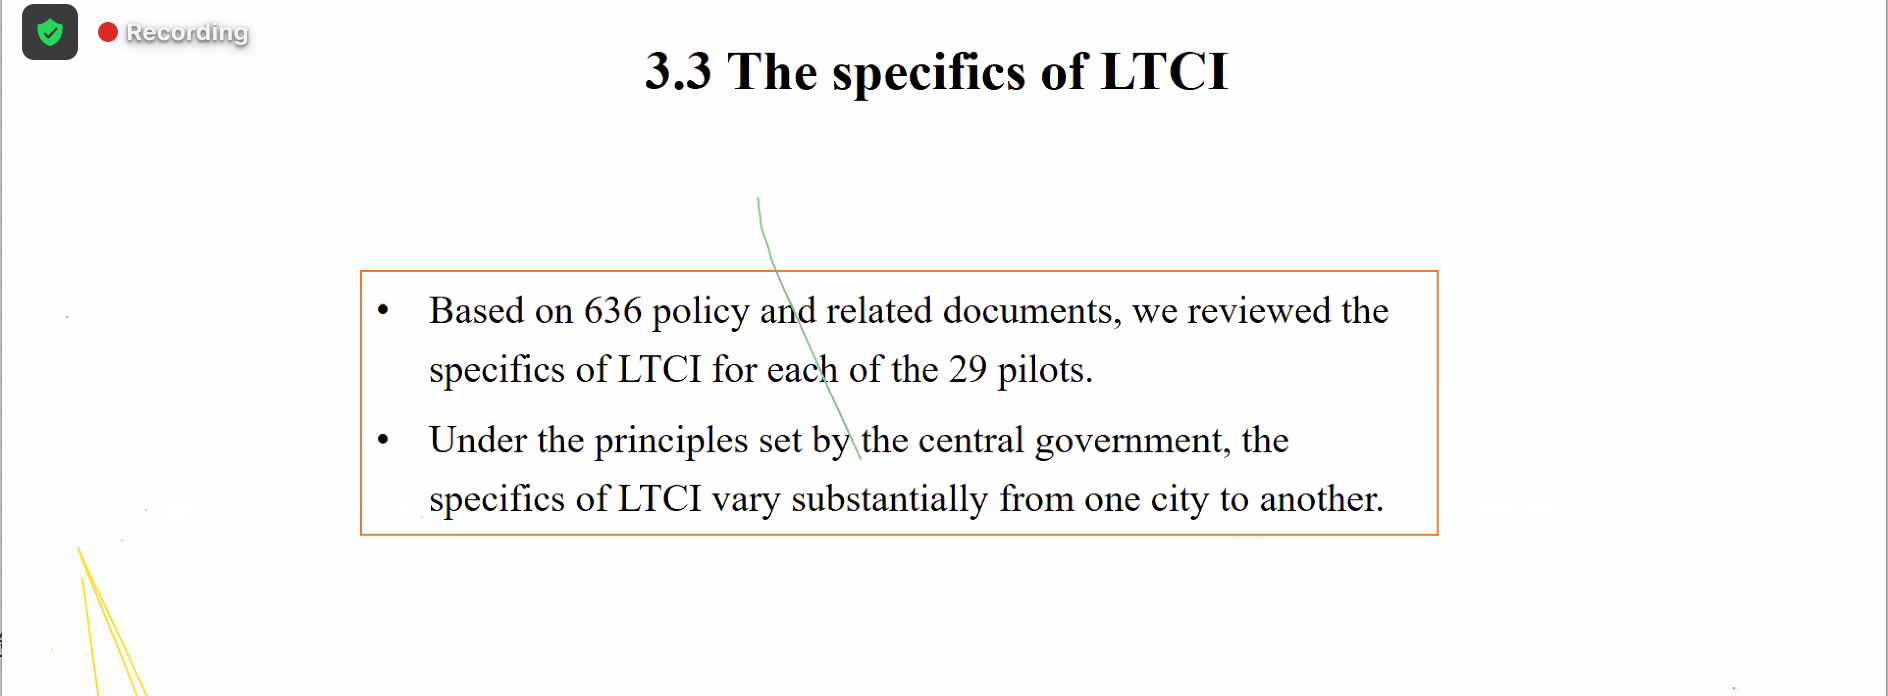 Recording
3.3 The specifics of LTCI
• Based on 636 policy and related documents, we reviewed the
specifics of LTCI for each of the 29 pilots.
• Under the principles set by the central government, the
specifics of LTCI vary substantially from one city to another.